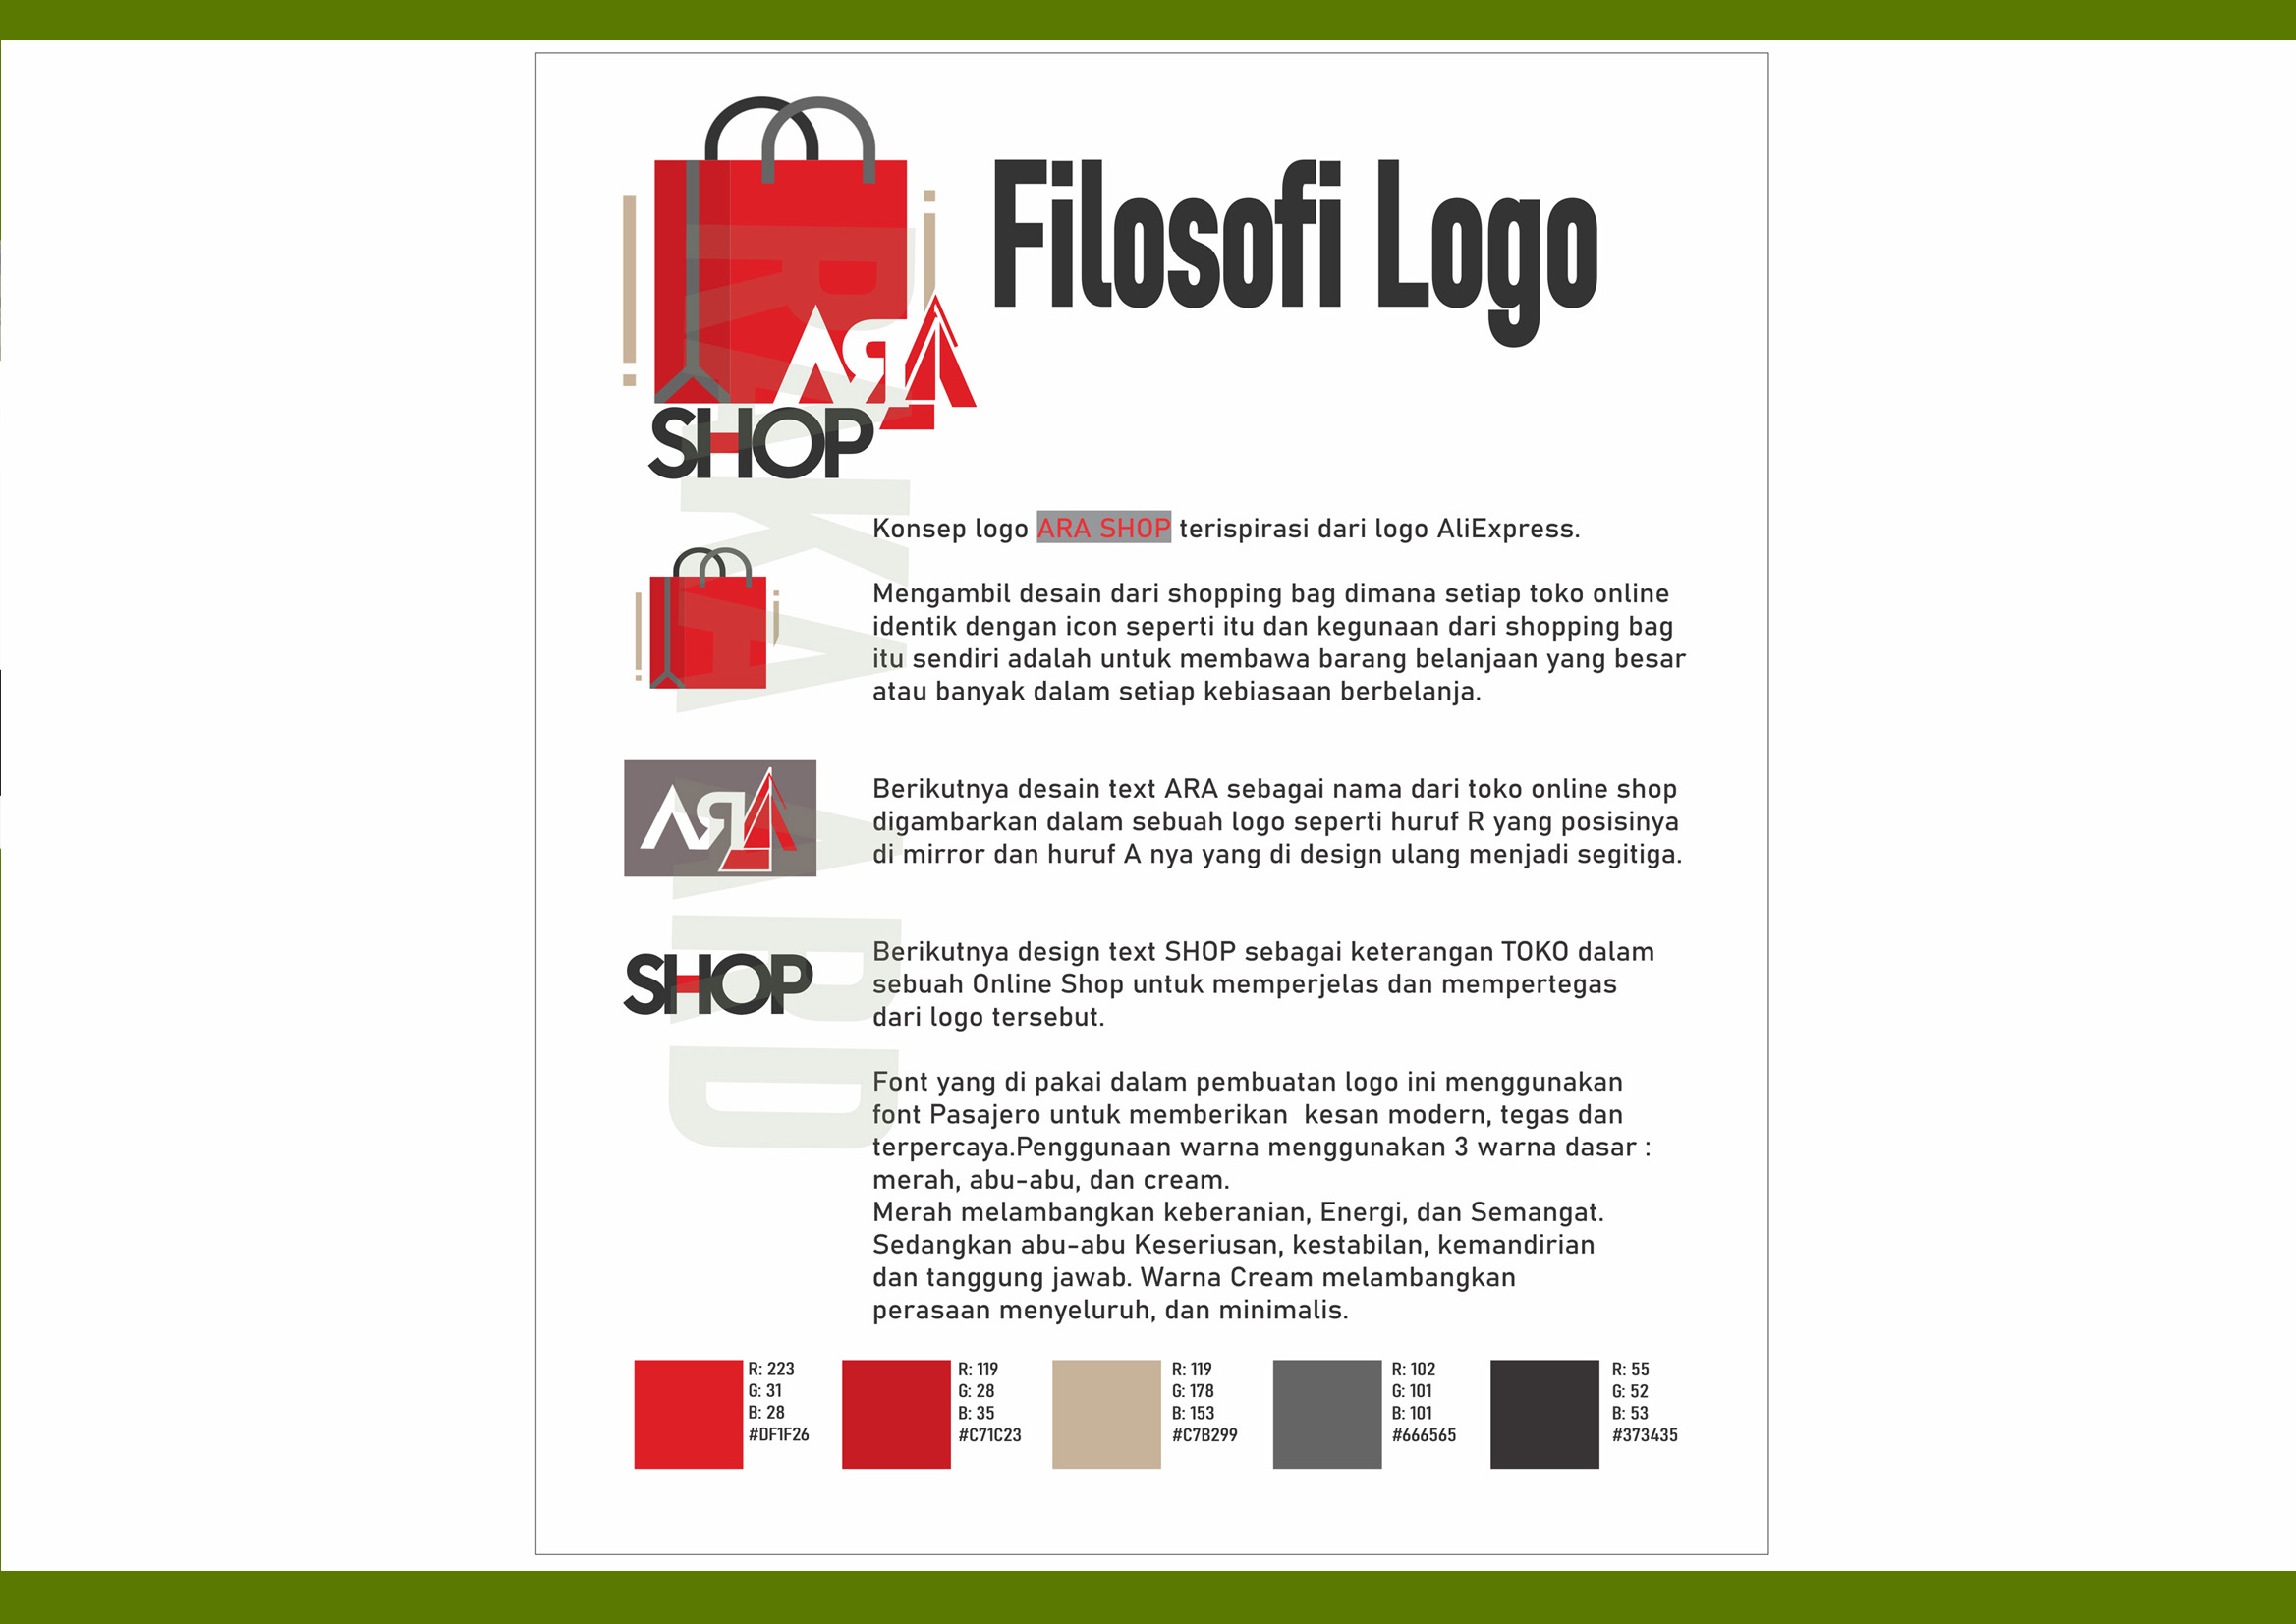 Filosofi Logo
ARA
SHOP
Konsep logo ARA SHOP terispirasi dari logo AliExpress.
Mengambil desain dari shopping bag dimana setiap toko online
identik dengan icon seperti itu dan kegunaan dari shopping bag
itu sendiri adalah untuk membawa barang belanjaan yang besar
atau banyak dalam setiap kebiasaan berbelanja.
ARA
Berikutnya desain text ARA sebagai nama dari toko online shop
digambarkan dalam sebuah logo seperti huruf R yang posisinya
di mirror dan huruf A nya yang di design ulang menjadi segitiga.
SHOP
Berikutnya design text SHOP sebagai keterangan TOKO dalam
sebuah Online Shop untuk memperjelas dan mempertegas
dari logo tersebut.
Font yang di pakai dalam pembuatan logo ini menggunakan
font Pasajero untuk memberikan  kesan modern, tegas dan
terpercaya.Penggunaan warna menggunakan 3 warna dasar :
merah, abu-abu, dan cream.
Merah melambangkan keberanian, Energi, dan Semangat.
Sedangkan abu-abu Keseriusan, kestabilan, kemandirian
dan tanggung jawab. Warna Cream melambangkan
perasaan menyeluruh, dan minimalis.
R: 223
G: 31
B: 28
#DF1F26
R: 119
G: 28
B: 35
#C71C23
R: 119
G: 178
B: 153
#C7B299
R: 102
G: 101
B: 101
#666565
R: 55
G: 52
B: 53
#373435
RAKA ARD